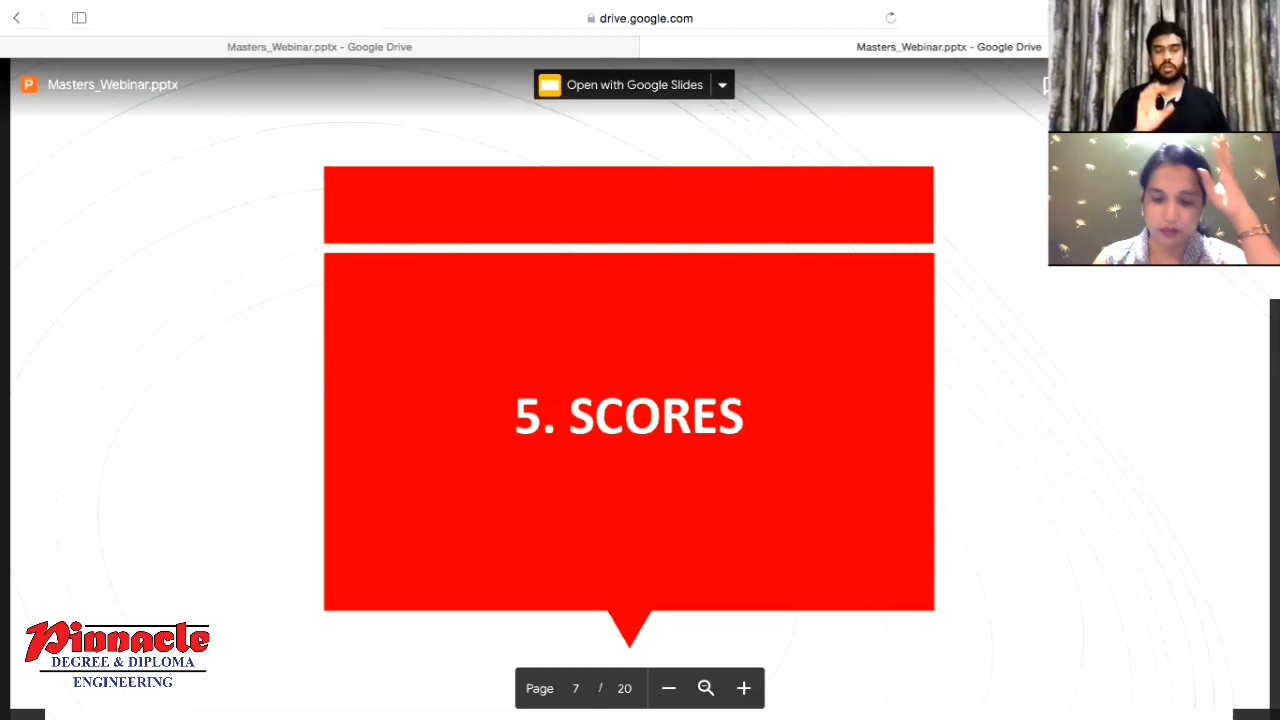 drive.google.com
Masters_Webinar.pptx - Google Drive
Masters_Webinar.pptx - Google Drive
P Masters_Webinar.pptx
Open with Google Slides
5. SCORES
Pinnacle
DEGREE & DIPLOMA
ENGINEERING
Page 7 / 20